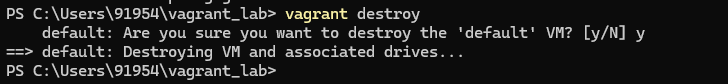 PS C:\Users\91954\vagrant_lab> vagrant destroy
    default: Are you sure you want to destroy the 'default' VM? [y/N] y
==> default: Destroying VM and associated drives...
PS C:\Users\91954\vagrant_lab>